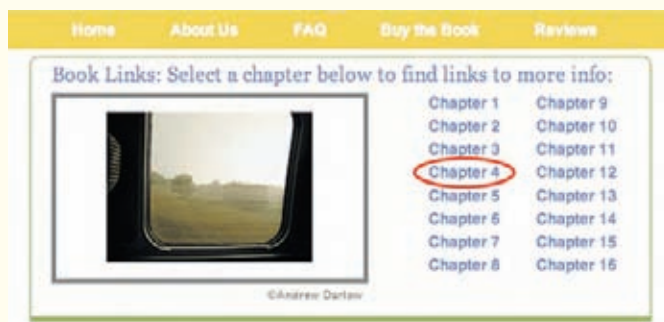 Home About Us FAQ Buy the Book Reviews
Book Links: Select a chapter below to find links to more info:
Chapter 1 Chapter 9
Chapter 2 Chapter 10
Chapter 3 Chapter 11
Chapter 4 Chapter 12
Chapter 5 Chapter 13
Chapter 6 Chapter 14
Chapter 7 Chapter 15
Chapter 8 Chapter 16
©Andrew Darlow